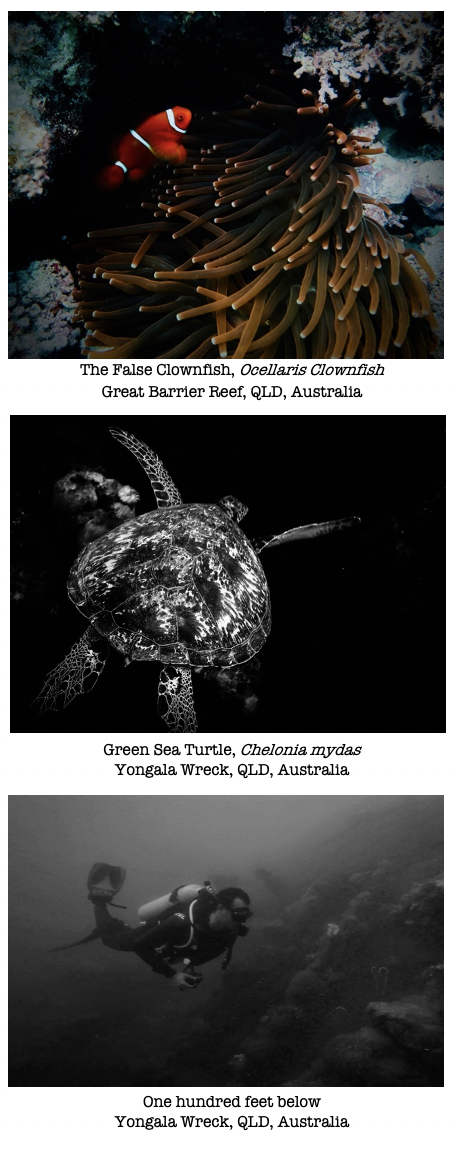 The False Clownfish, Ocellaris Clownfish
Great Barrier Reef, QLD, Australia
Green Sea Turtle, Chelonia mydas
Yongala Wreck, QLD, Australia
One hundred feet below
Yongala Wreck, QLD, Australia